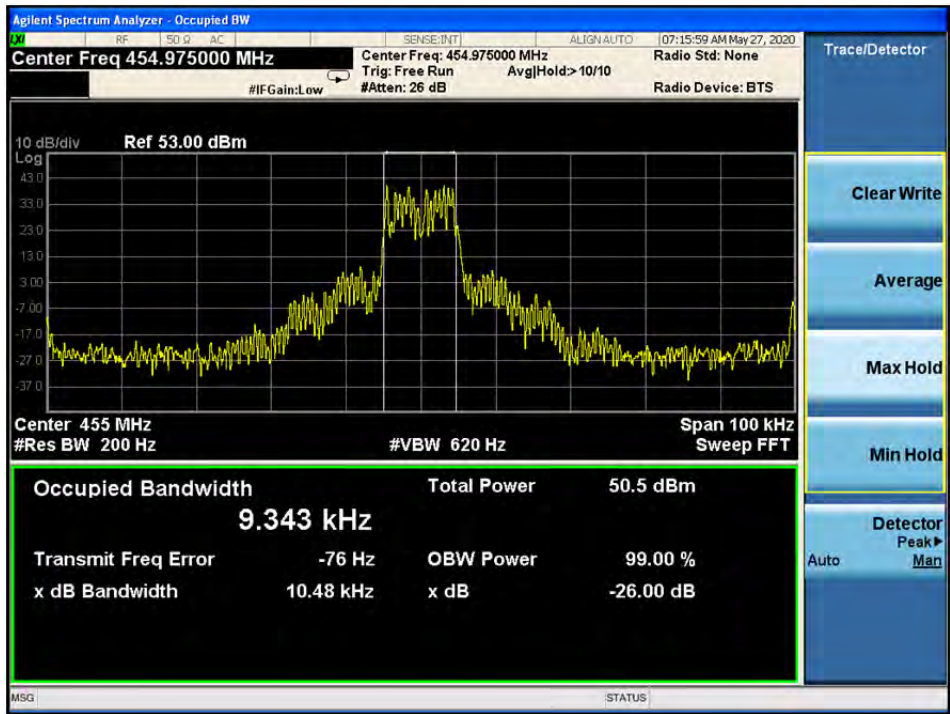 Agilent Spectrum Analyzer - Occupied BW
LXI RF 50 Ω AC SENSE:INT ALIGN AUTO 07:15:59 AM May 27, 2020
Center Freq 454.975000 MHz
Center Freq: 454.975000 MHz
Radio Std: None
Trig: Free Run Avg|Hold:> 10/10
#IFGain:Low #Atten: 26 dB Radio Device: BTS
10 dB/div Ref 53.00 dBm
Log
43.0
33.0
23.0
13.0
3.00
-7.00
-17.0
-27.0
-37.0
Center 455 MHz Span 100 kHz
#Res BW 200 Hz #VBW 620 Hz Sweep FFT
Occupied Bandwidth Total Power 50.5 dBm
9.343 kHz
Transmit Freq Error -76 Hz OBW Power 99.00 %
x dB Bandwidth 10.48 kHz x dB -26.00 dB
MSG STATUS
Trace/Detector
Clear Write
Average
Max Hold
Min Hold
Detector
Peak▶
Auto Man